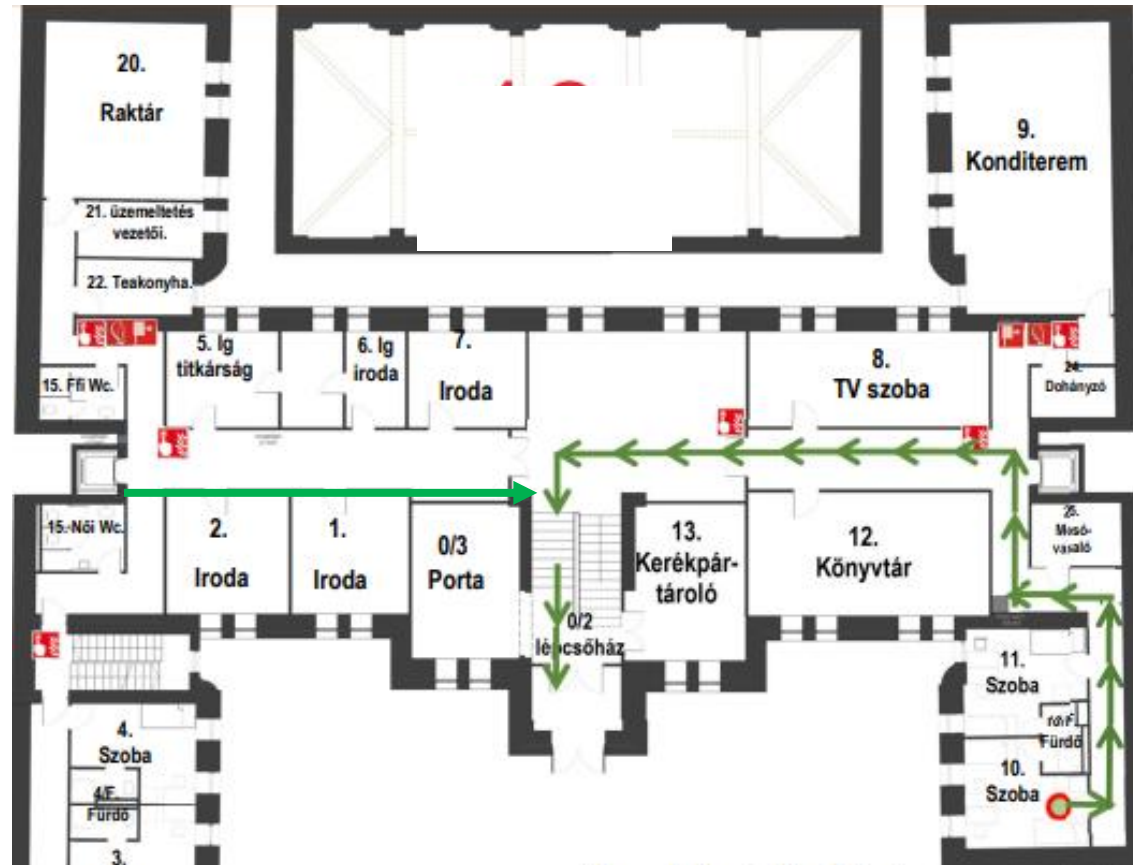 20.
Raktár
9.
Konditerem
21. üzemeltetés
vezetői.
22. Teakonyha.
5. Ig
titkárság
6. Ig
iroda
7.
Iroda
8.
TV szoba
24.
Dohányzó
15. Ffi Wc.
15. Női Wc.
2.
Iroda
1.
Iroda
0/3
Porta
13.
Kerékpár-
tároló
12.
Könyvtár
25.
Mosó-
vasaló
0/2
lépcsőház
11.
Szoba
Fürdő
10.
Szoba
4.
Szoba
4/F.
Fürdő
3.